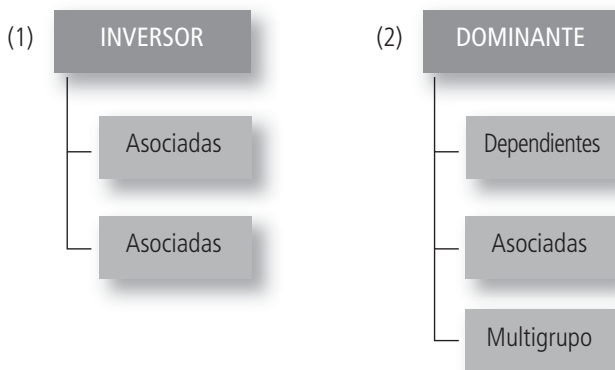 (1) INVERSOR
Asociadas
Asociadas
(2) DOMINANTE
Dependientes
Asociadas
Multigrupo